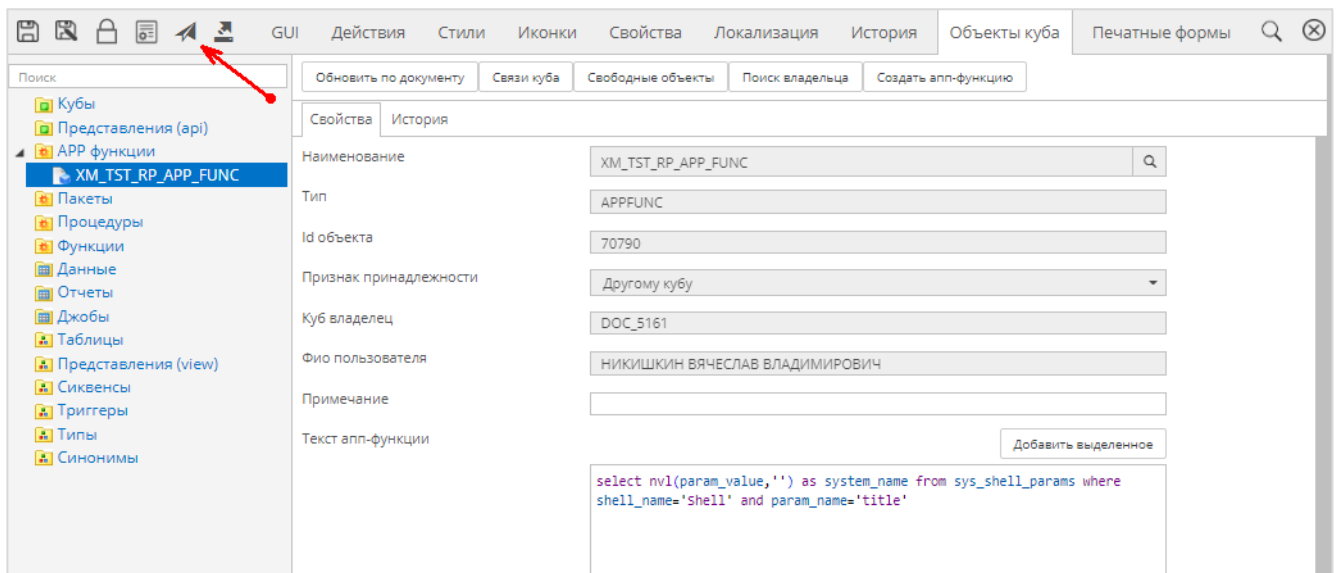 GUI Действия Стили Иконки Свойства Локализация История Объекты куба Печатные формы
Поиск
Кубы
Представления (api)
APP функции
XM_TST_RP_APP_FUNC
Пакеты
Процедуры
Функции
Данные
Отчеты
Джобы
Таблицы
Представления (view)
Сиквенсы
Триггеры
Типы
Синонимы
Обновить по документу Связи куба Свободные объекты Поиск владельца Создать апп-функцию
Свойства История
Наименование XM_TST_RP_APP_FUNC
Тип APPFUNC
Id объекта 70790
Признак принадлежности Другому кубу
Куб владелец DOC_5161
Фио пользователя НИКИШКИН ВЯЧЕСЛАВ ВЛАДИМИРОВИЧ
Примечание
Текст апп-функции Добавить выделенное
select nvl(param_value,'') as system_name from sys_shell_params where
shell_name='Shell' and param_name='title'